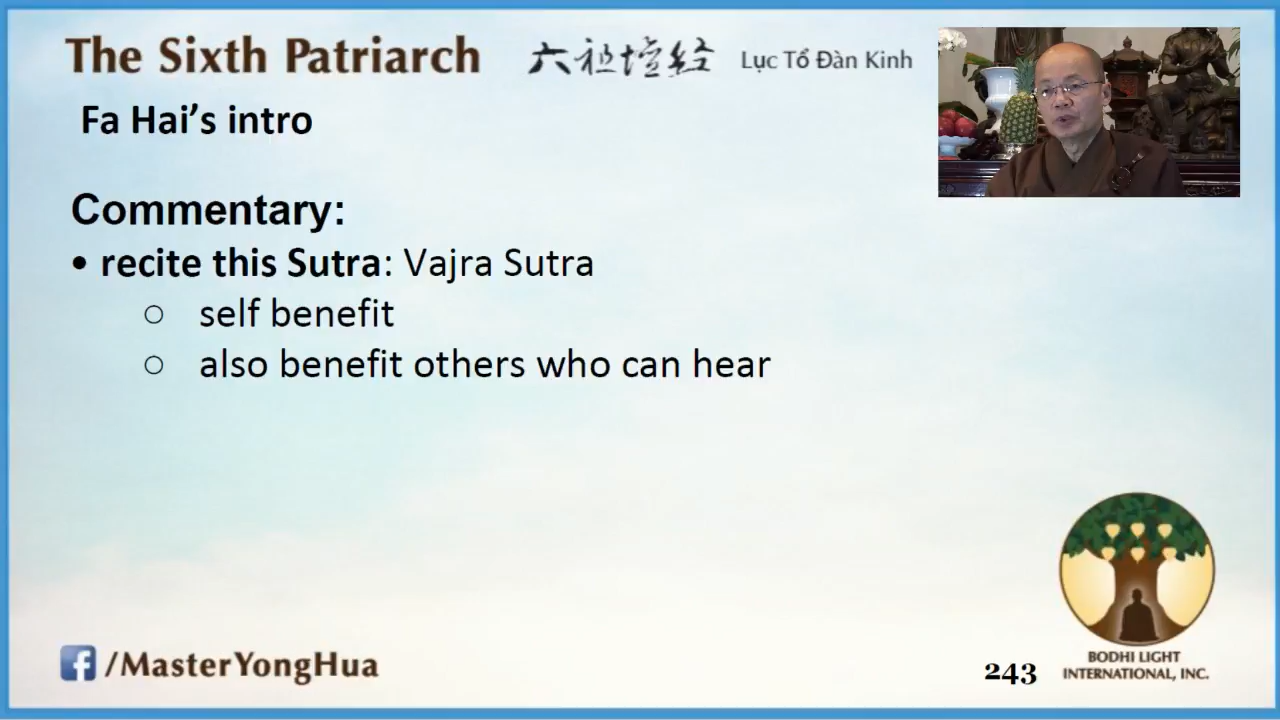 The Sixth Patriarch 六祖壇经 Lục Tổ Đàn Kinh
Fa Hai's intro
Commentary:
• recite this Sutra: Vajra Sutra
○ self benefit
○ also benefit others who can hear
/MasterYongHua
243
BODHI LIGHT
INTERNATIONAL, INC.